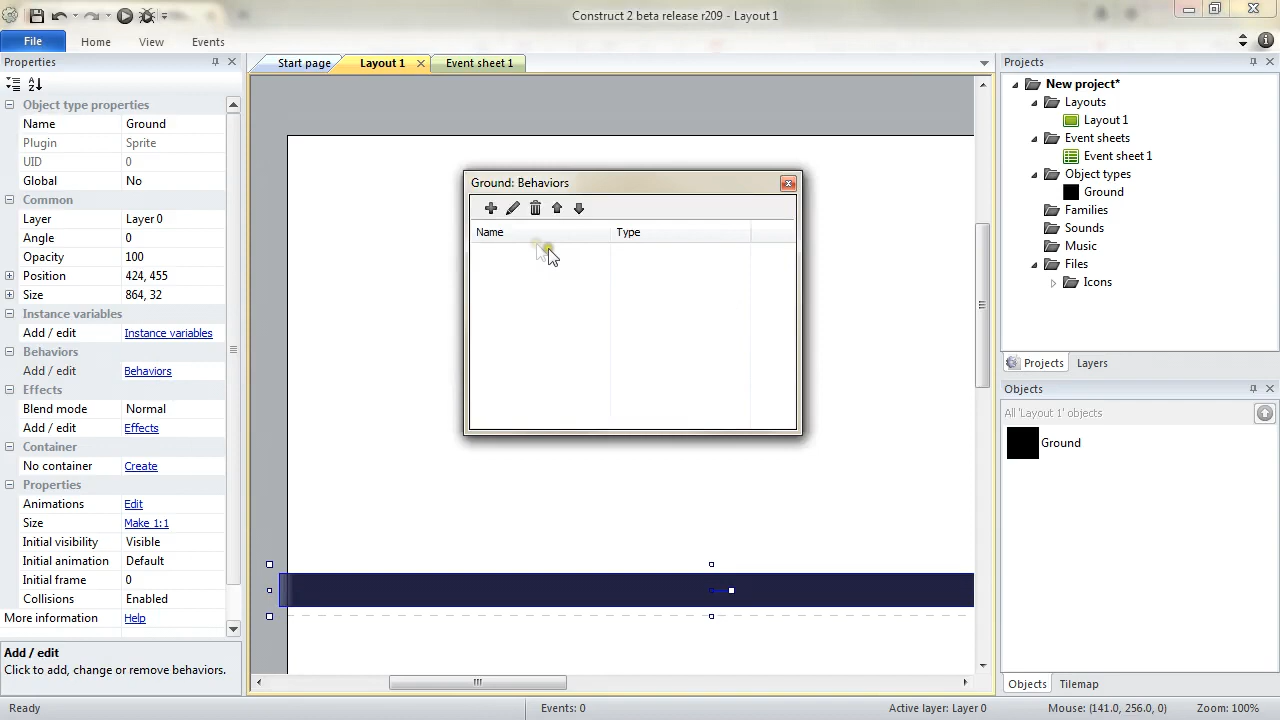 Construct 2 beta release r209 - Layout 1
File Home View Events
Properties
Start page Layout 1 Event sheet 1
Projects
Object type properties
Name Ground
Plugin Sprite
UID 0
Global No
Common
Layer Layer 0
Angle 0
Opacity 100
Position 424, 455
Size 864, 32
Instance variables
Add / edit Instance variables
Behaviors
Add / edit Behaviors
Effects
Blend mode Normal
Add / edit Effects
Container
No container Create
Properties
Animations Edit
Size Make 1:1
Initial visibility Visible
Initial animation Default
Initial frame 0
Collisions Enabled
More information Help
Add / edit
Click to add, change or remove behaviors.
Ground: Behaviors
Name Type
New project*
Layouts
Layout 1
Event sheets
Event sheet 1
Object types
Ground
Families
Sounds
Music
Files
Icons
Projects Layers
Objects
All 'Layout 1' objects
Ground
Objects Tilemap
Ready Events: 0 Active layer: Layer 0 Mouse: (141.0, 256.0, 0) Zoom: 100%